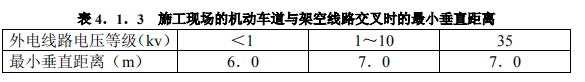 表4．1．3　施工现场的机动车道与架空线路交叉时的最小垂直距离
外电线路电压等级（kv） ＜1 1～10 35
最小垂直距离（m） 6．0 7．0 7．0